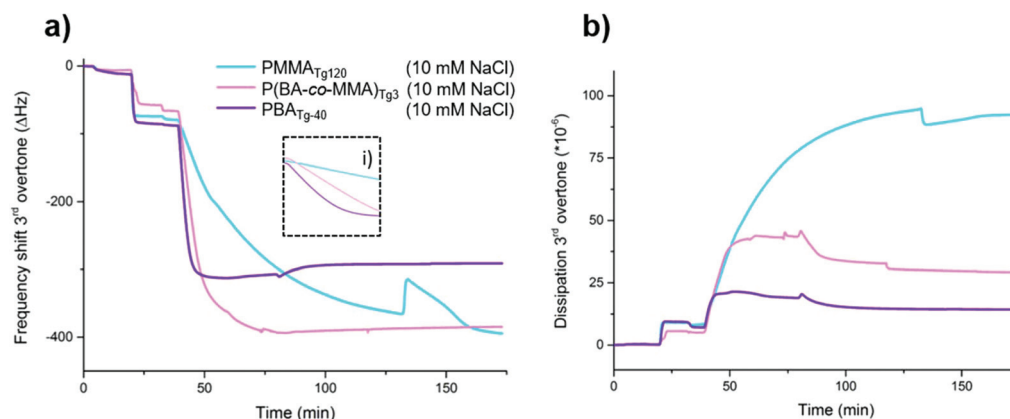 a)
Frequency shift 3rd overtone (ΔHz)
0
-200
-400
0
50
100
150
Time (min)
PMMATg120 (10 mM NaCl)
P(BA-co-MMA)Tg3 (10 mM NaCl)
PBATg-40 (10 mM NaCl)
i)
b)
Dissipation 3rd overtone (*10-6)
100
75
50
25
0
0
50
100
150
Time (min)